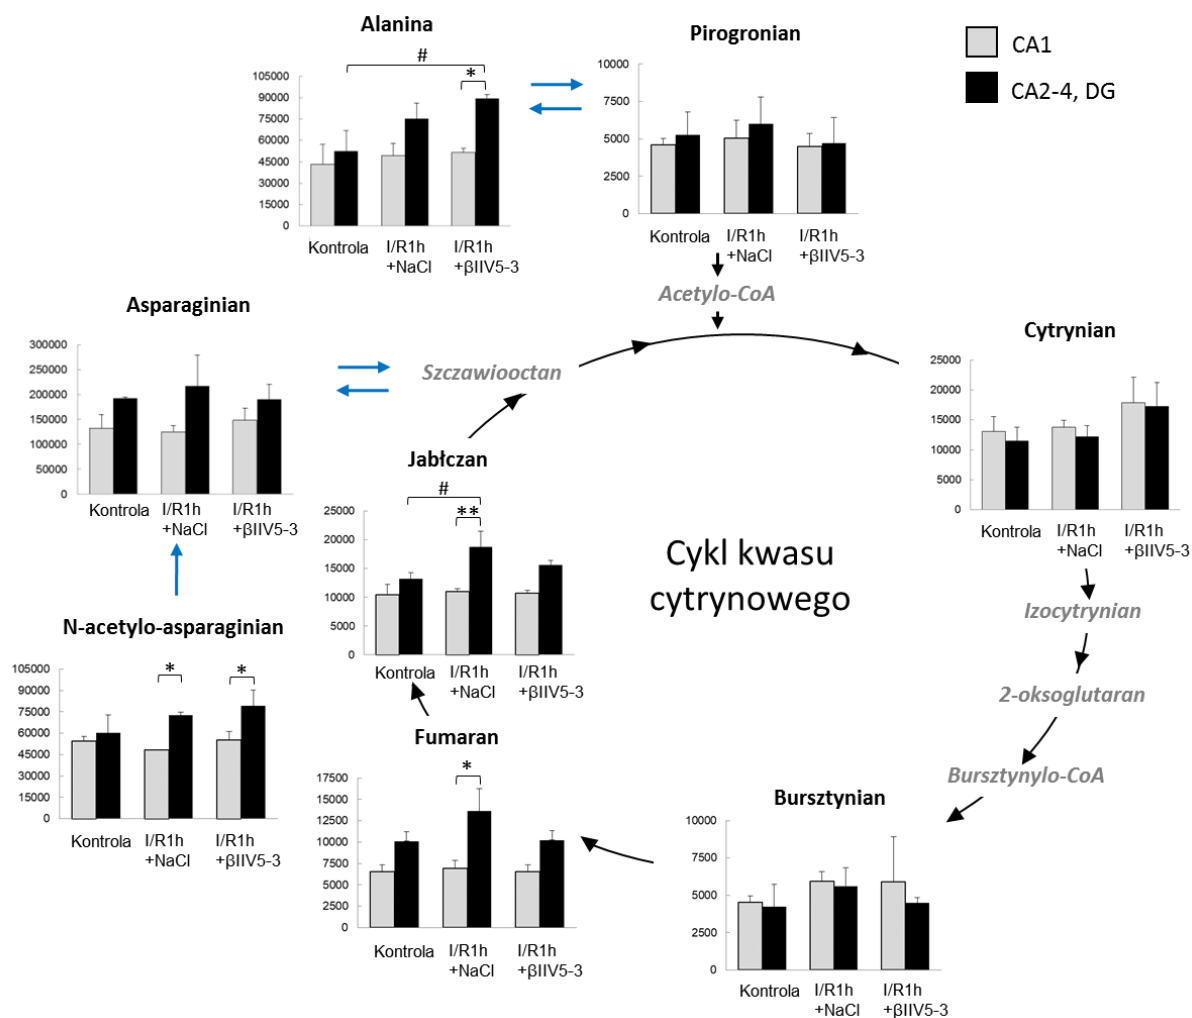 Alanina
#
*
105000
90000
75000
60000
45000
30000
15000
0
Kontrola
I/R1h
+NaCl
I/R1h
+βIIV5-3
Pirogronian
10000
7500
5000
2500
0
Kontrola
I/R1h
+NaCl
I/R1h
+βIIV5-3
CA1
CA2-4, DG
Acetylo-CoA
Asparaginian
300000
250000
200000
150000
100000
50000
0
Kontrola
I/R1h
+NaCl
I/R1h
+βIIV5-3
Szczawiooctan
Cytrynian
25000
20000
15000
10000
5000
0
Kontrola
I/R1h
+NaCl
I/R1h
+βIIV5-3
Jabłczan
#
**
25000
20000
15000
10000
5000
0
Kontrola
I/R1h
+NaCl
I/R1h
+βIIV5-3
Cykl kwasu
cytrynowego
Izocytrynian
2-oksoglutaran
Bursztynylo-CoA
N-acetylo-asparaginian
*
*
105000
90000
75000
60000
45000
30000
15000
0
Kontrola
I/R1h
+NaCl
I/R1h
+βIIV5-3
Fumaran
*
17500
15000
12500
10000
7500
5000
2500
0
Kontrola
I/R1h
+NaCl
I/R1h
+βIIV5-3
Bursztynian
10000
7500
5000
2500
0
Kontrola
I/R1h
+NaCl
I/R1h
+βIIV5-3